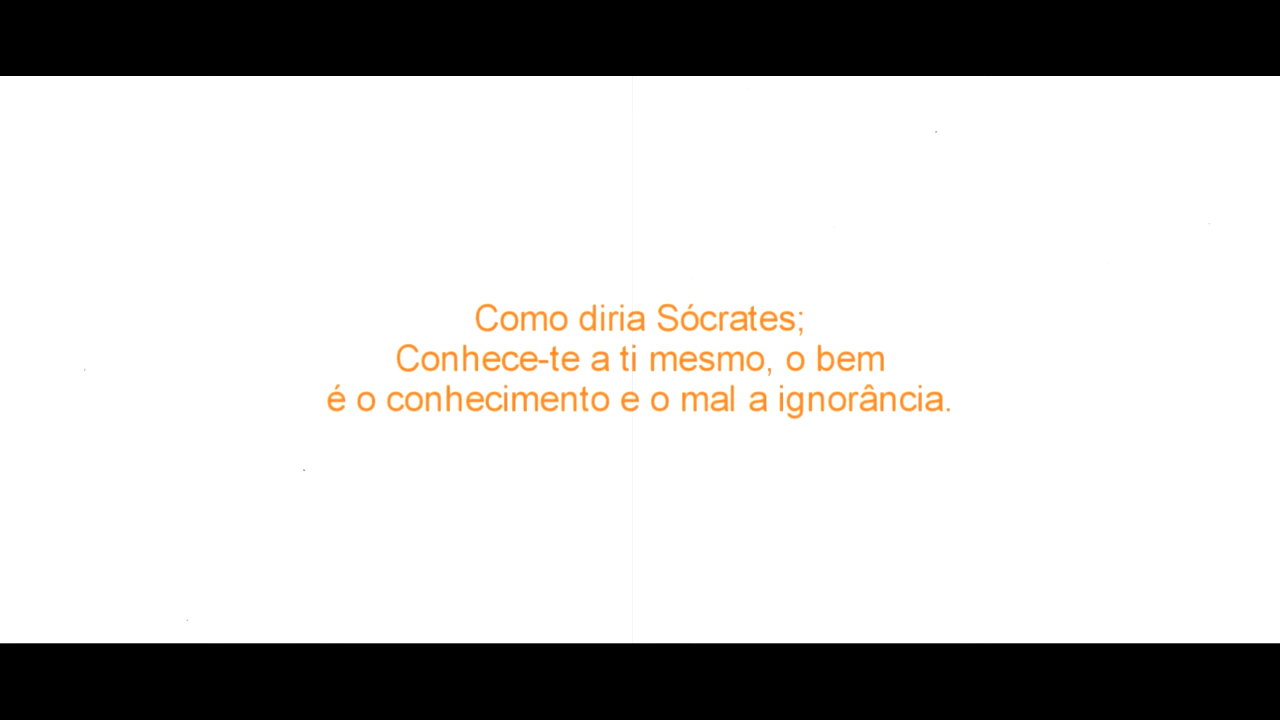 Como diria Sócrates;
Conhece-te a ti mesmo, o bem
é o conhecimento e o mal a ignorância.